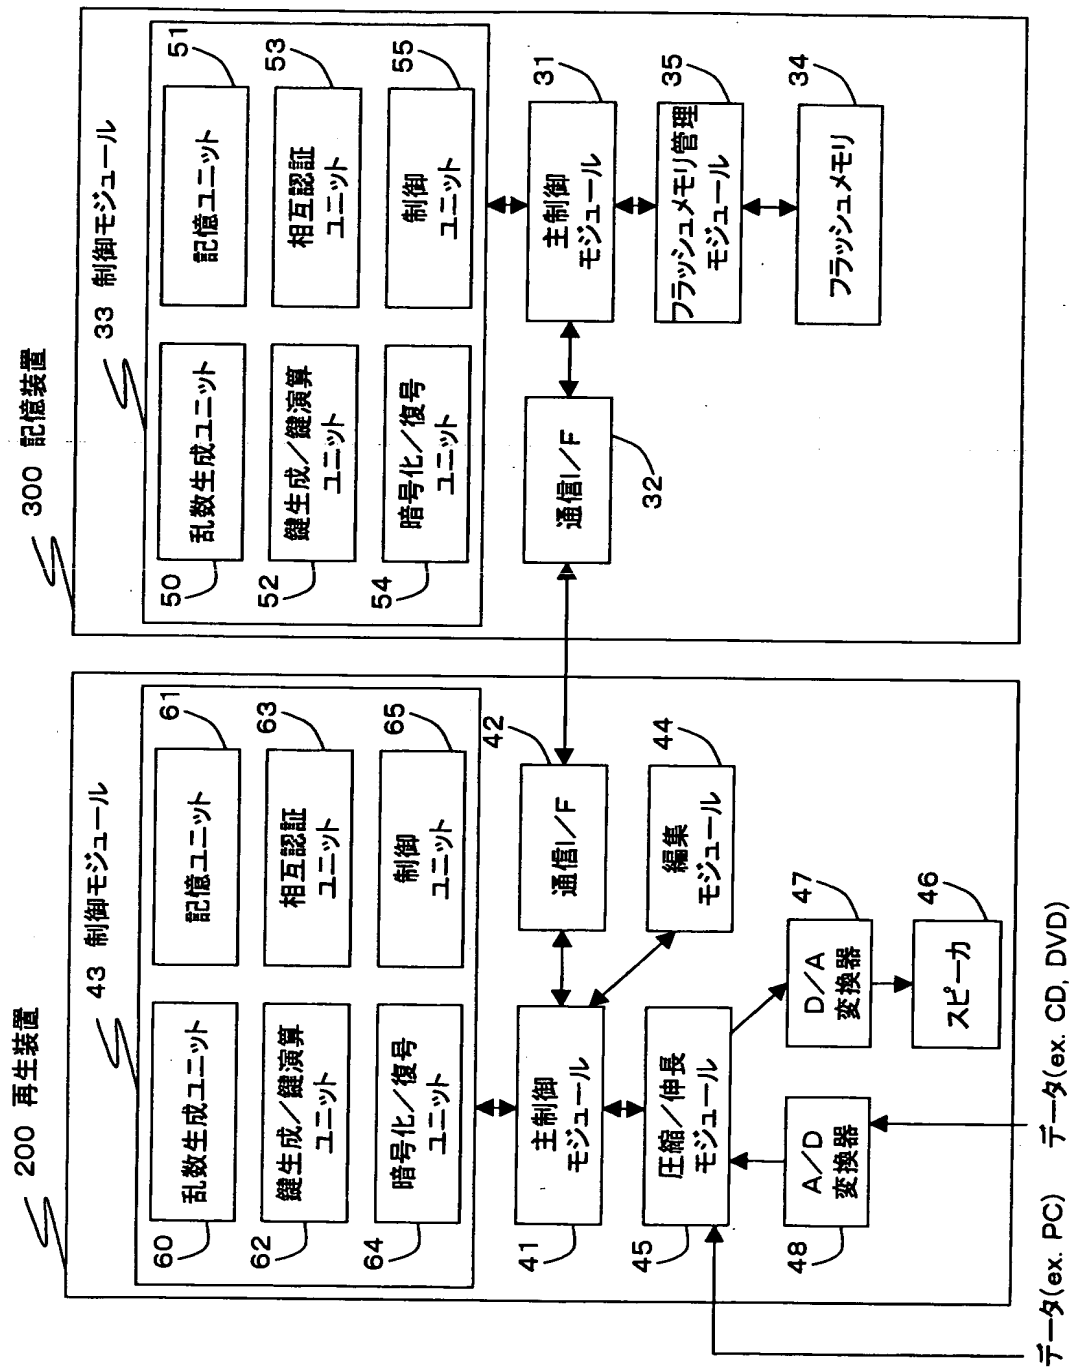 200 再生装置
43 制御モジュール
60
乱数生成ユニット
61
記憶ユニット
62
鍵生成／鍵演算
ユニット
63
相互認証
ユニット
64
暗号化／復号
ユニット
65
制御
ユニット
41
主制御
モジュール
42
通信I／F
44
編集
モジュール
45
圧縮／伸長
モジュール
47
D／A
変換器
46
スピーカ
48
A／D
変換器
データ(ex. PC)
データ(ex. CD, DVD)
300 記憶装置
33 制御モジュール
50
乱数生成ユニット
51
記憶ユニット
52
鍵生成／鍵演算
ユニット
53
相互認証
ユニット
54
暗号化／復号
ユニット
55
制御
ユニット
31
主制御
モジュール
32
通信I／F
35
フラッシュメモリ管理
モジュール
34
フラッシュメモリ